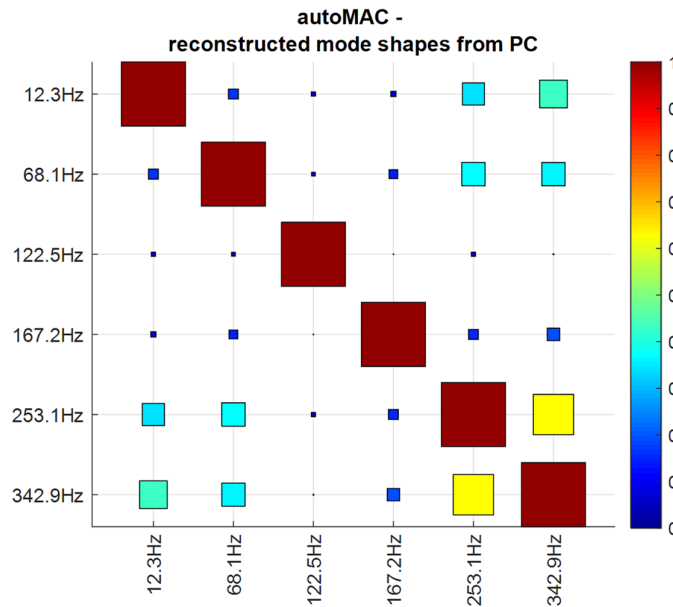 autoMAC -
reconstructed mode shapes from PC
12.3Hz
68.1Hz
122.5Hz
167.2Hz
253.1Hz
342.9Hz
12.3Hz
68.1Hz
122.5Hz
167.2Hz
253.1Hz
342.9Hz